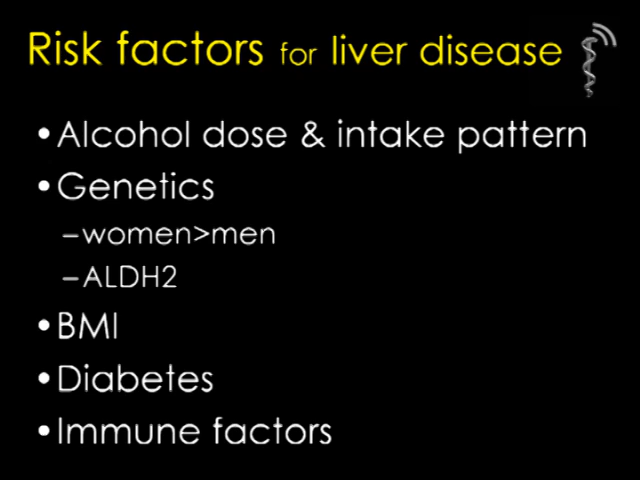 Risk factors for liver disease
•Alcohol dose & intake pattern
•Genetics
–women>men
–ALDH2
•BMI
•Diabetes
•Immune factors